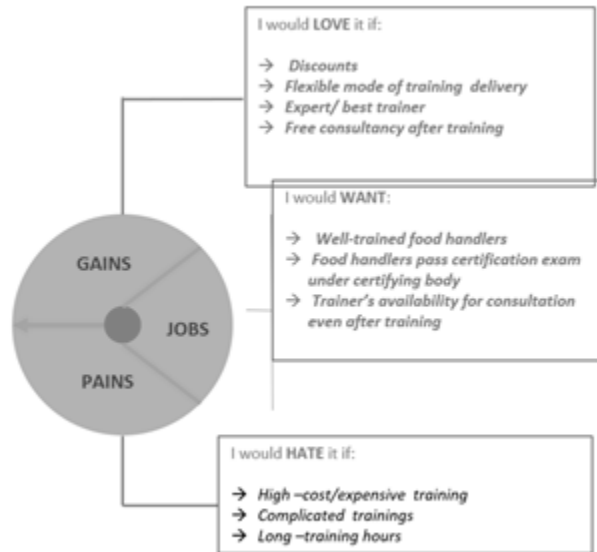 I would LOVE it if:
→ Discounts
→ Flexible mode of training delivery
→ Expert/ best trainer
→ Free consultancy after training
I would WANT:
→ Well-trained food handlers
→ Food handlers pass certification exam
under certifying body
→ Trainer's availability for consultation
even after training
GAINS
JOBS
PAINS
I would HATE it if:
→ High –cost/expensive training
→ Complicated trainings
→ Long –training hours